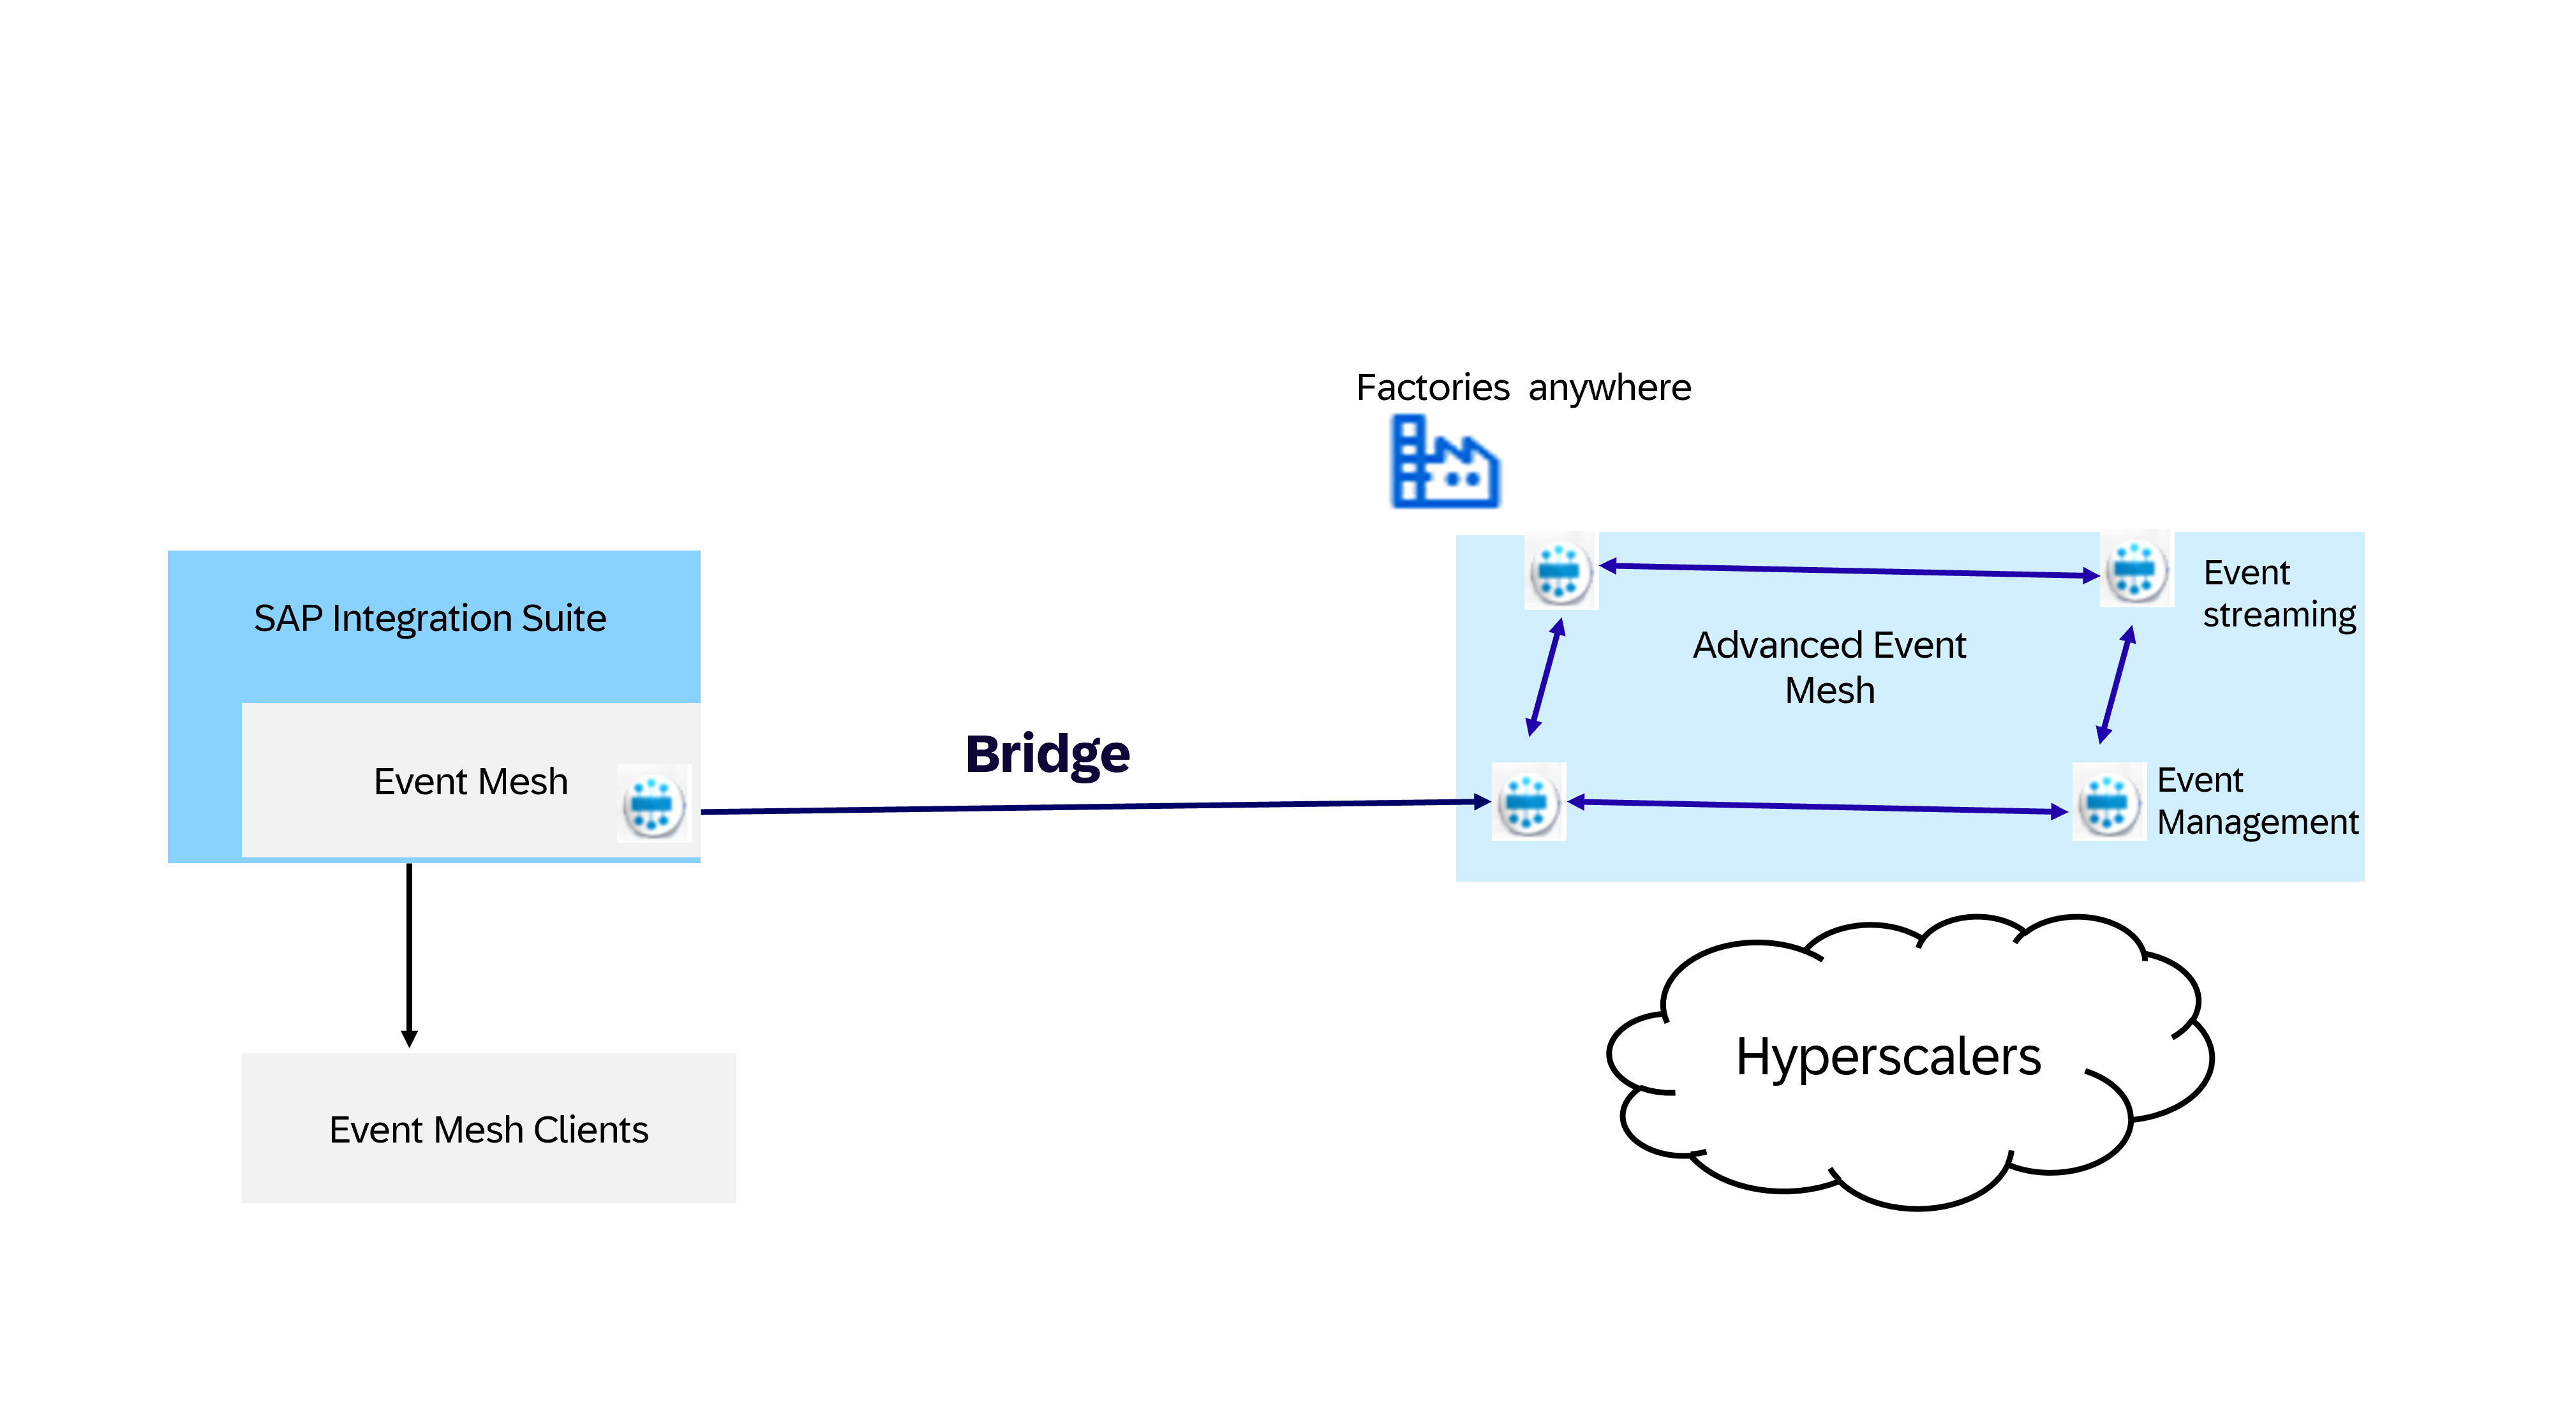 Factories  anywhere
SAP Integration Suite
Event Mesh
Bridge
Advanced Event
Mesh
Event
streaming
Event
Management
Event Mesh Clients
Hyperscalers